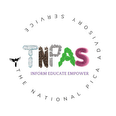 THE NATIONAL PICA
ADVISORY SERVICE
TNPAS
INFORM EDUCATE EMPOWER